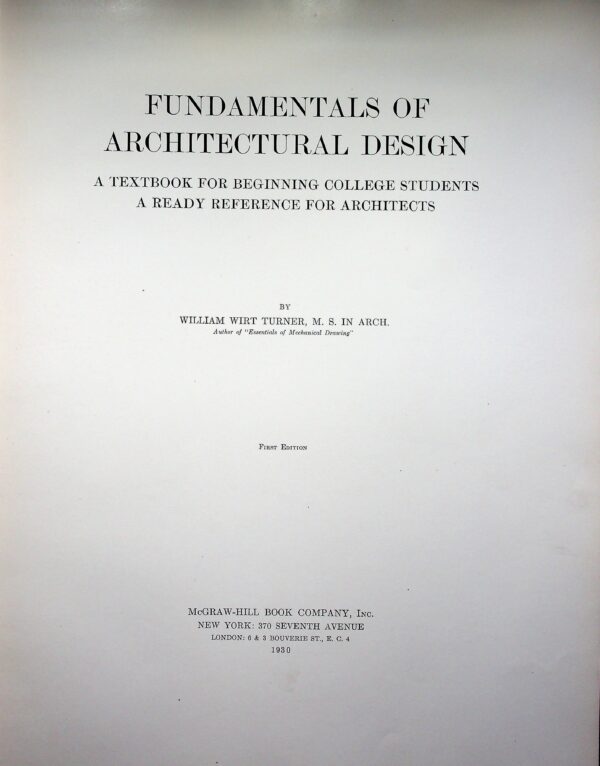 FUNDAMENTALS OF
ARCHITECTURAL DESIGN
A TEXTBOOK FOR BEGINNING COLLEGE STUDENTS
A READY REFERENCE FOR ARCHITECTS
BY
WILLIAM WIRT TURNER, M. S. IN ARCH.
Author of "Essentials of Mechanical Drawing"
First Edition
McGRAW-HILL BOOK COMPANY, Inc.
NEW YORK: 370 SEVENTH AVENUE
LONDON: 6 & 8 BOUVERIE ST., E. C. 4
1930